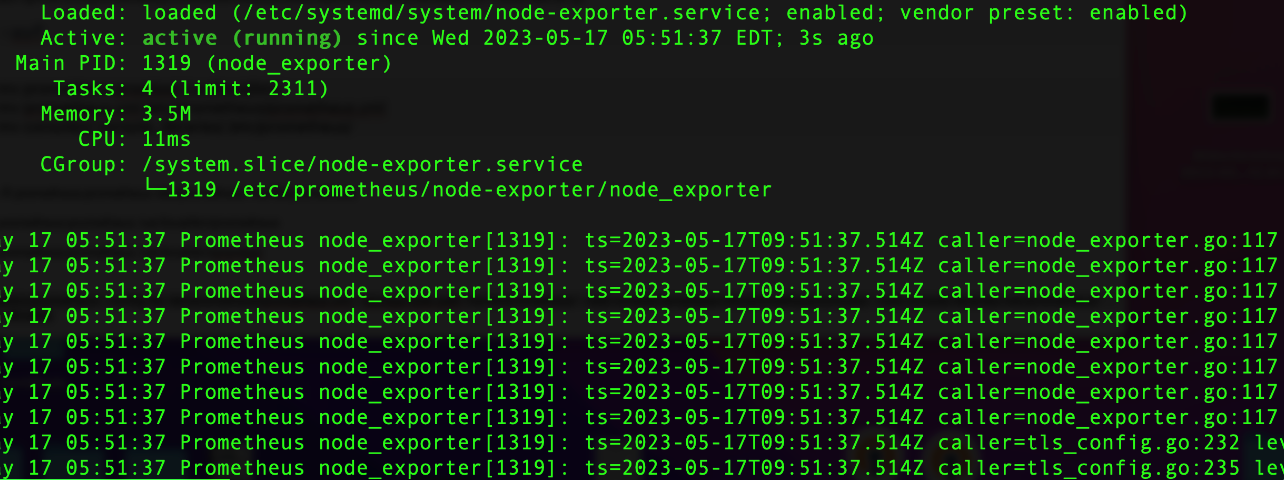 Loaded: loaded (/etc/systemd/system/node-exporter.service; enabled; vendor preset: enabled)
Active: active (running) since Wed 2023-05-17 05:51:37 EDT; 3s ago
Main PID: 1319 (node_exporter)
Tasks: 4 (limit: 2311)
Memory: 3.5M
CPU: 11ms
CGroup: /system.slice/node-exporter.service
└─1319 /etc/prometheus/node-exporter/node_exporter
ay 17 05:51:37 Prometheus node_exporter[1319]: ts=2023-05-17T09:51:37.514Z caller=node_exporter.go:117
ay 17 05:51:37 Prometheus node_exporter[1319]: ts=2023-05-17T09:51:37.514Z caller=node_exporter.go:117
ay 17 05:51:37 Prometheus node_exporter[1319]: ts=2023-05-17T09:51:37.514Z caller=node_exporter.go:117
ay 17 05:51:37 Prometheus node_exporter[1319]: ts=2023-05-17T09:51:37.514Z caller=node_exporter.go:117
ay 17 05:51:37 Prometheus node_exporter[1319]: ts=2023-05-17T09:51:37.514Z caller=node_exporter.go:117
ay 17 05:51:37 Prometheus node_exporter[1319]: ts=2023-05-17T09:51:37.514Z caller=node_exporter.go:117
ay 17 05:51:37 Prometheus node_exporter[1319]: ts=2023-05-17T09:51:37.514Z caller=node_exporter.go:117
ay 17 05:51:37 Prometheus node_exporter[1319]: ts=2023-05-17T09:51:37.514Z caller=node_exporter.go:117
ay 17 05:51:37 Prometheus node_exporter[1319]: ts=2023-05-17T09:51:37.514Z caller=tls_config.go:232 lev
ay 17 05:51:37 Prometheus node_exporter[1319]: ts=2023-05-17T09:51:37.514Z caller=tls_config.go:235 lev